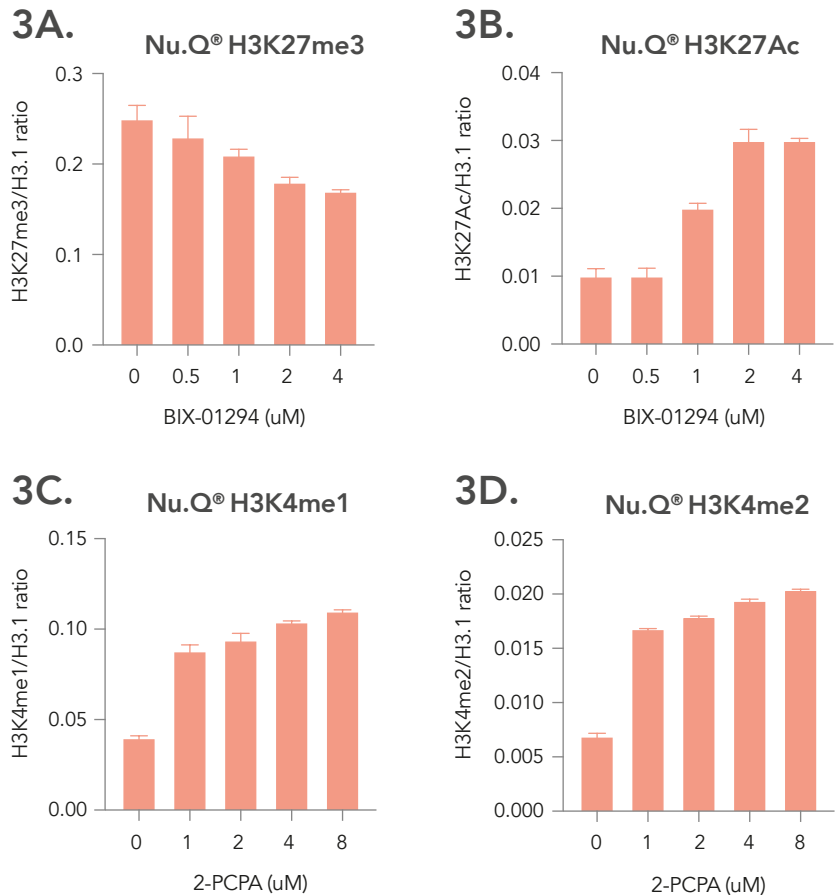 3A.
Nu.Q® H3K27me3
H3K27me3/H3.1 ratio
0.3
0.2
0.1
0.0
0 0.5 1 2 4
BIX-01294 (uM)
3B.
Nu.Q® H3K27Ac
H3K27Ac/H3.1 ratio
0.04
0.03
0.02
0.01
0.00
0 0.5 1 2 4
BIX-01294 (uM)
3C.
Nu.Q® H3K4me1
H3K4me1/H3.1 ratio
0.15
0.10
0.05
0.00
0 1 2 4 8
2-PCPA (uM)
3D.
Nu.Q® H3K4me2
H3K4me2/H3.1 ratio
0.025
0.020
0.015
0.010
0.005
0.000
0 1 2 4 8
2-PCPA (uM)